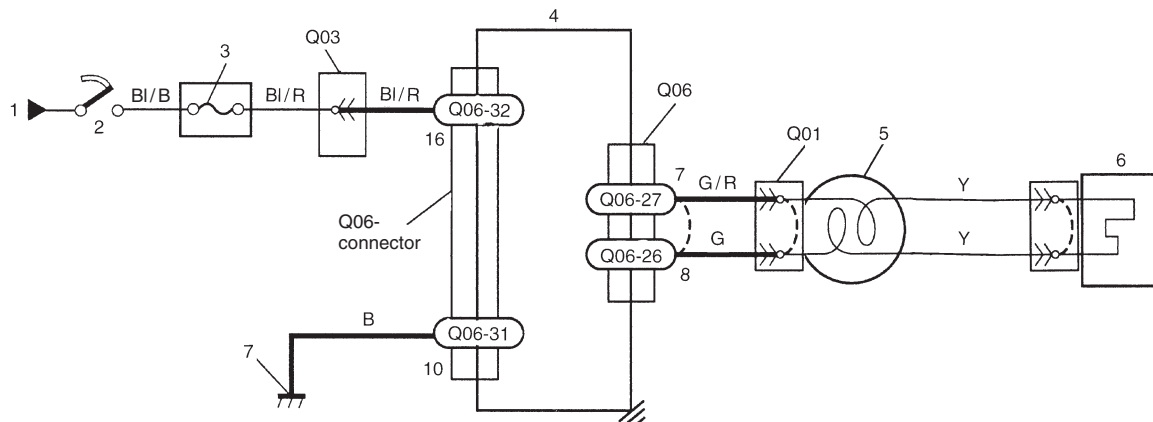 4
3
Q03
Q06
Q01
5
6
1
2
Bl/B
Bl/R
Bl/R
Q06-32
16
7
G/R
Y
Q06-27
Q06-
connector
G
Y
Q06-26
8
B
Q06-31
7
10